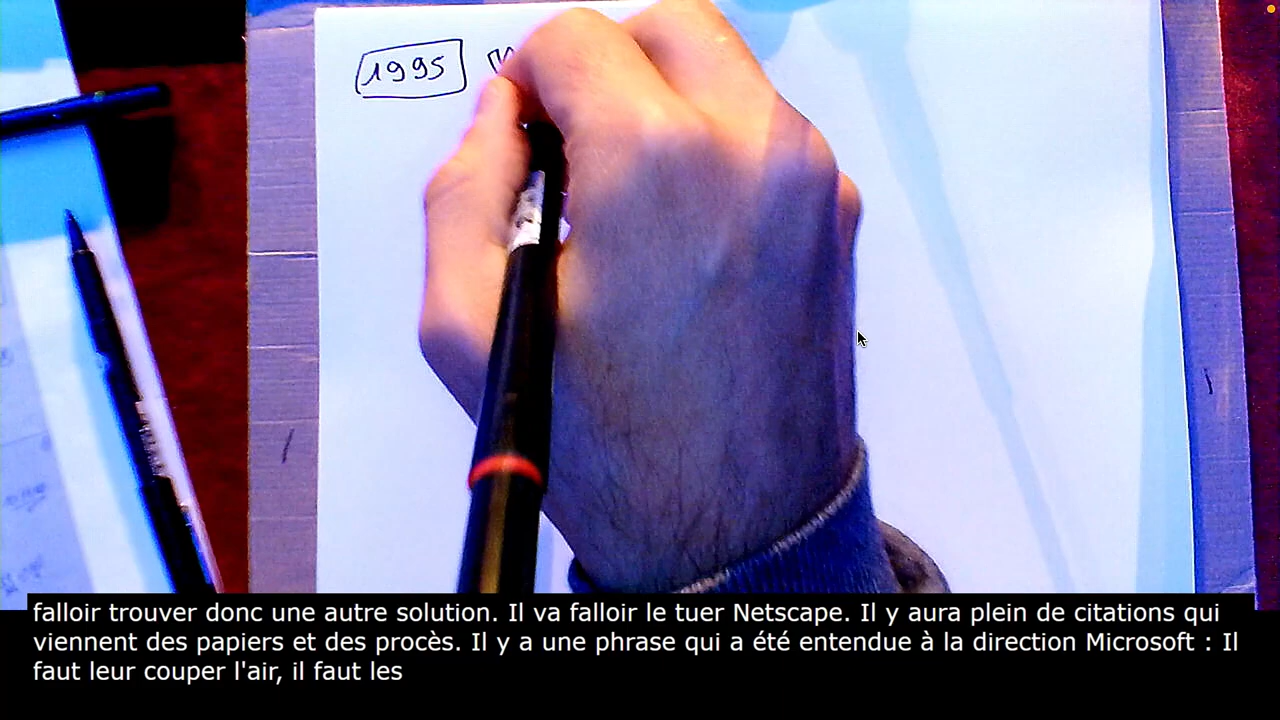 1995
falloir trouver donc une autre solution. Il va falloir le tuer Netscape. Il y aura plein de citations qui
viennent des papiers et des procès. Il y a une phrase qui a été entendue à la direction Microsoft : Il
faut leur couper l'air, il faut les